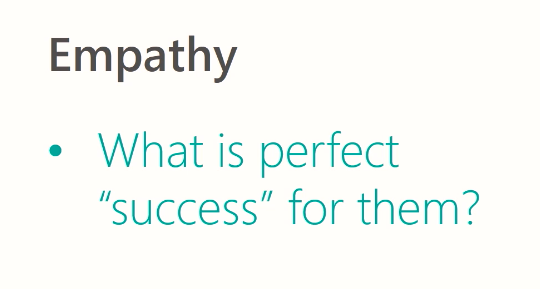 Empathy
• What is perfect
“success” for them?